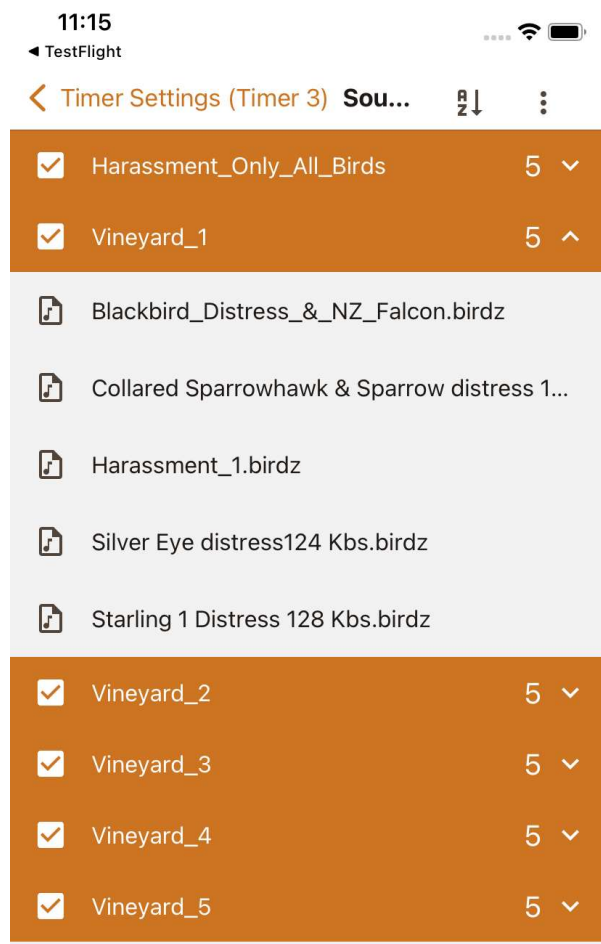 11:15
◀ TestFlight
Timer Settings (Timer 3) Sou...
A
Z
Harassment_Only_All_Birds 5
Vineyard_1 5
Blackbird_Distress_&_NZ_Falcon.birdz
Collared Sparrowhawk & Sparrow distress 1...
Harassment_1.birdz
Silver Eye distress124 Kbs.birdz
Starling 1 Distress 128 Kbs.birdz
Vineyard_2 5
Vineyard_3 5
Vineyard_4 5
Vineyard_5 5